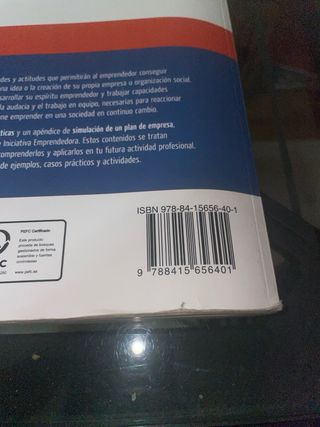 des y actitudes que permitirán al emprendedor conseguir
na idea o la creación de su propia empresa u organización social.
arrollar su espíritu emprendedor y trabajar capacidades
la audacia y el trabajo en equipo, necesarias para reaccionar
ne emprender en una sociedad en continuo cambio.
ticas y un apéndice de simulación de un plan de empresa.
e Iniciativa Emprendedora. Estos contenidos se tratan
comprenderlos y aplicarlos en tu futura actividad profesional.
de ejemplos, casos prácticos y actividades.
ISBN 978-84-15656-40-1
9 788415 656401
PEFC Certificado
Este producto
procede de bosques
gestionados de forma
sostenible y fuentes
controladas
www.pefc.es